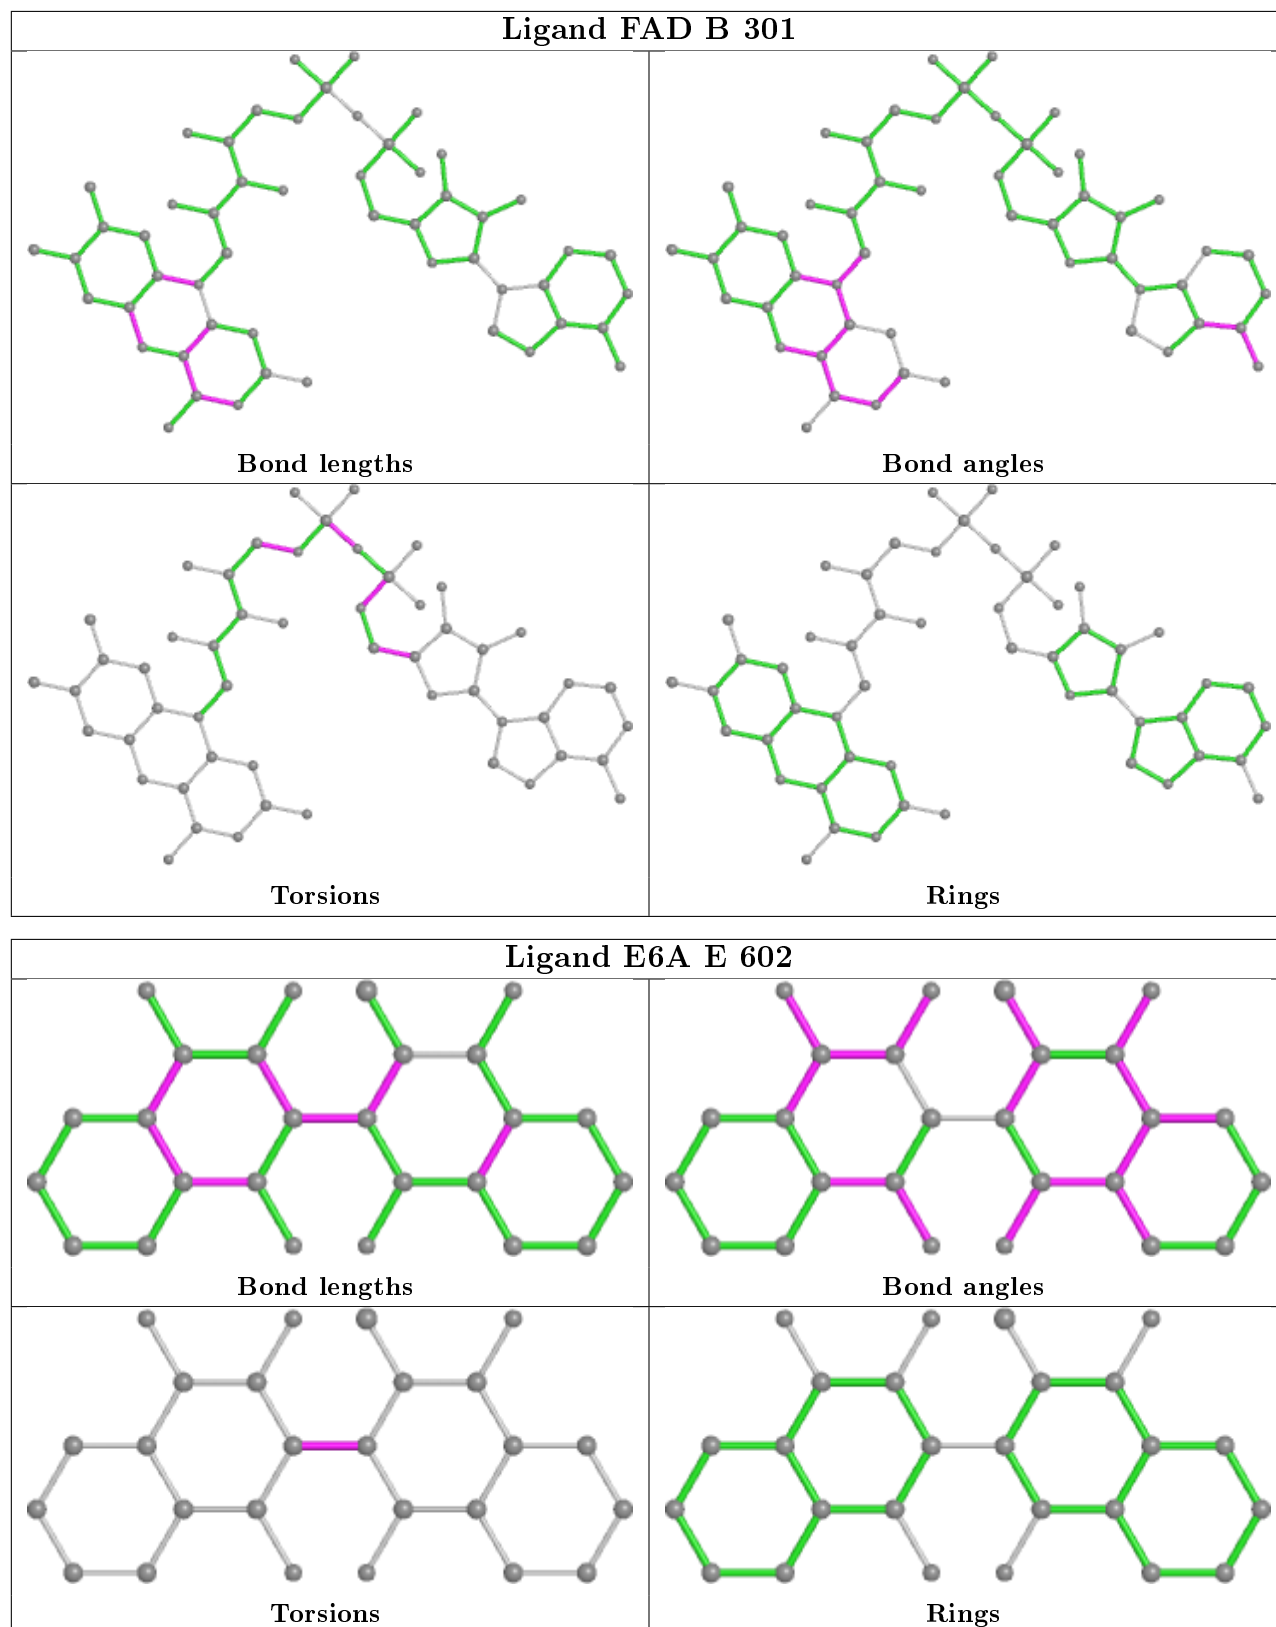 Ligand FAD B 301
Bond lengths
Bond angles
Torsions
Rings
Ligand E6A E 602
Bond lengths
Bond angles
Torsions
Rings